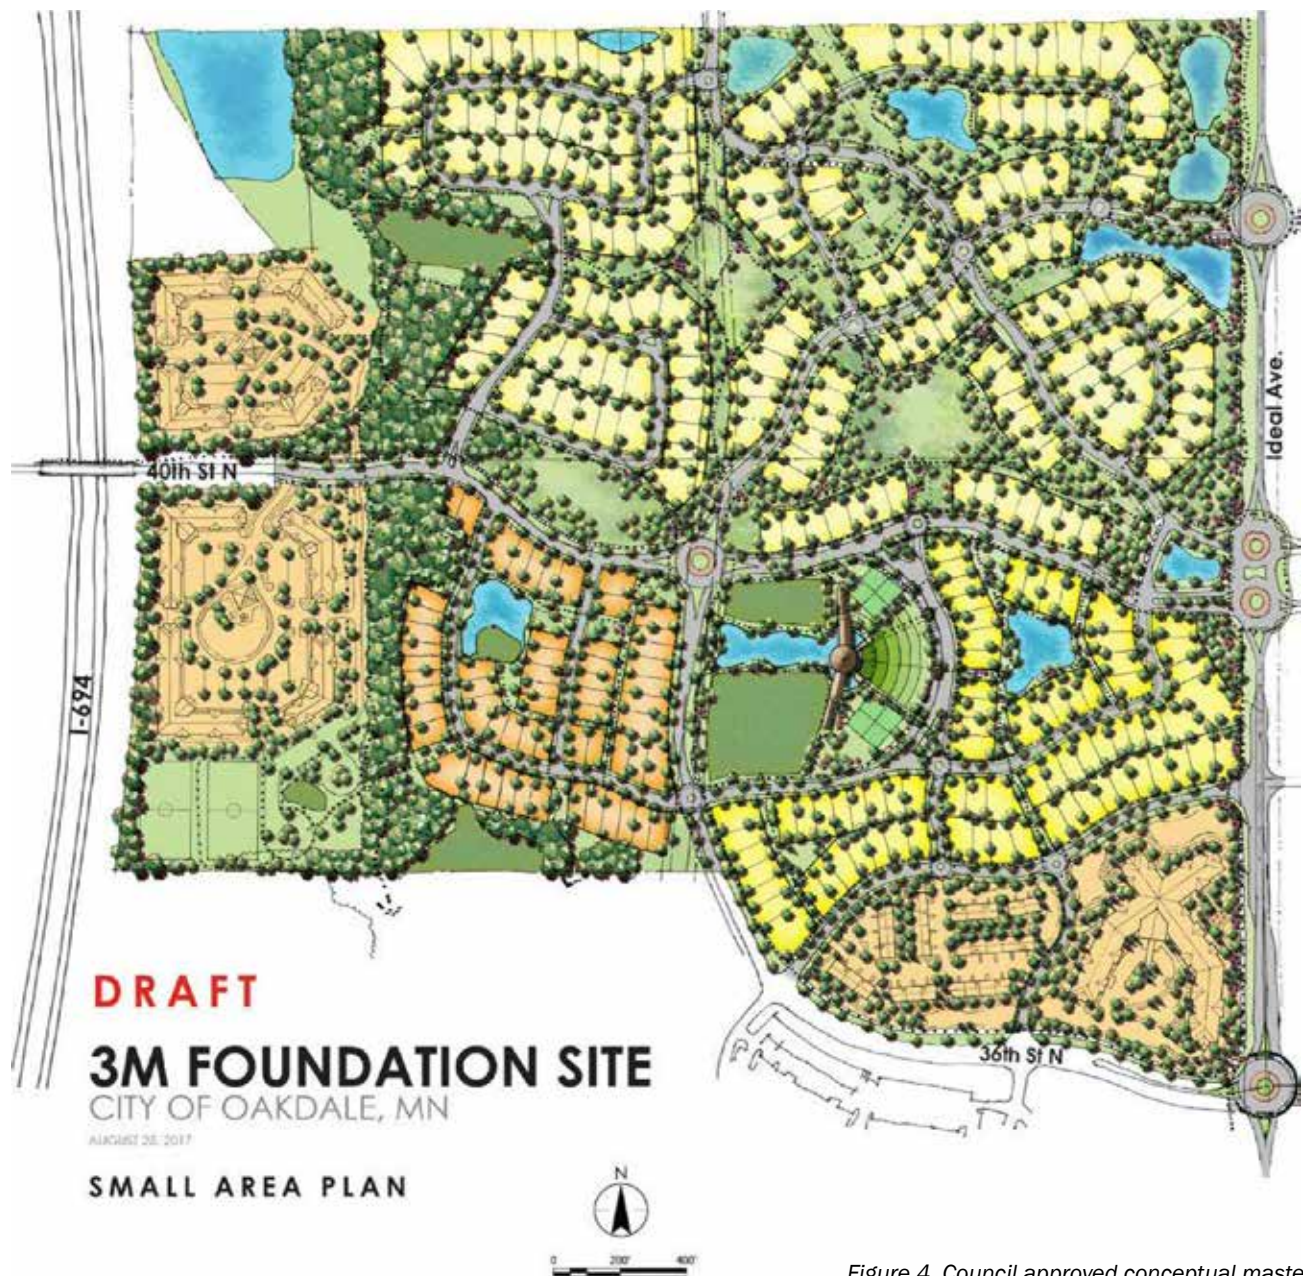 40th St N
Ideal Ave.
I-694
DRAFT
3M FOUNDATION SITE
CITY OF OAKDALE, MN
AUGUST 28, 2017
36th St N
SMALL AREA PLAN
N
0 200' 400'
Figure 4. Council approved conceptual maste